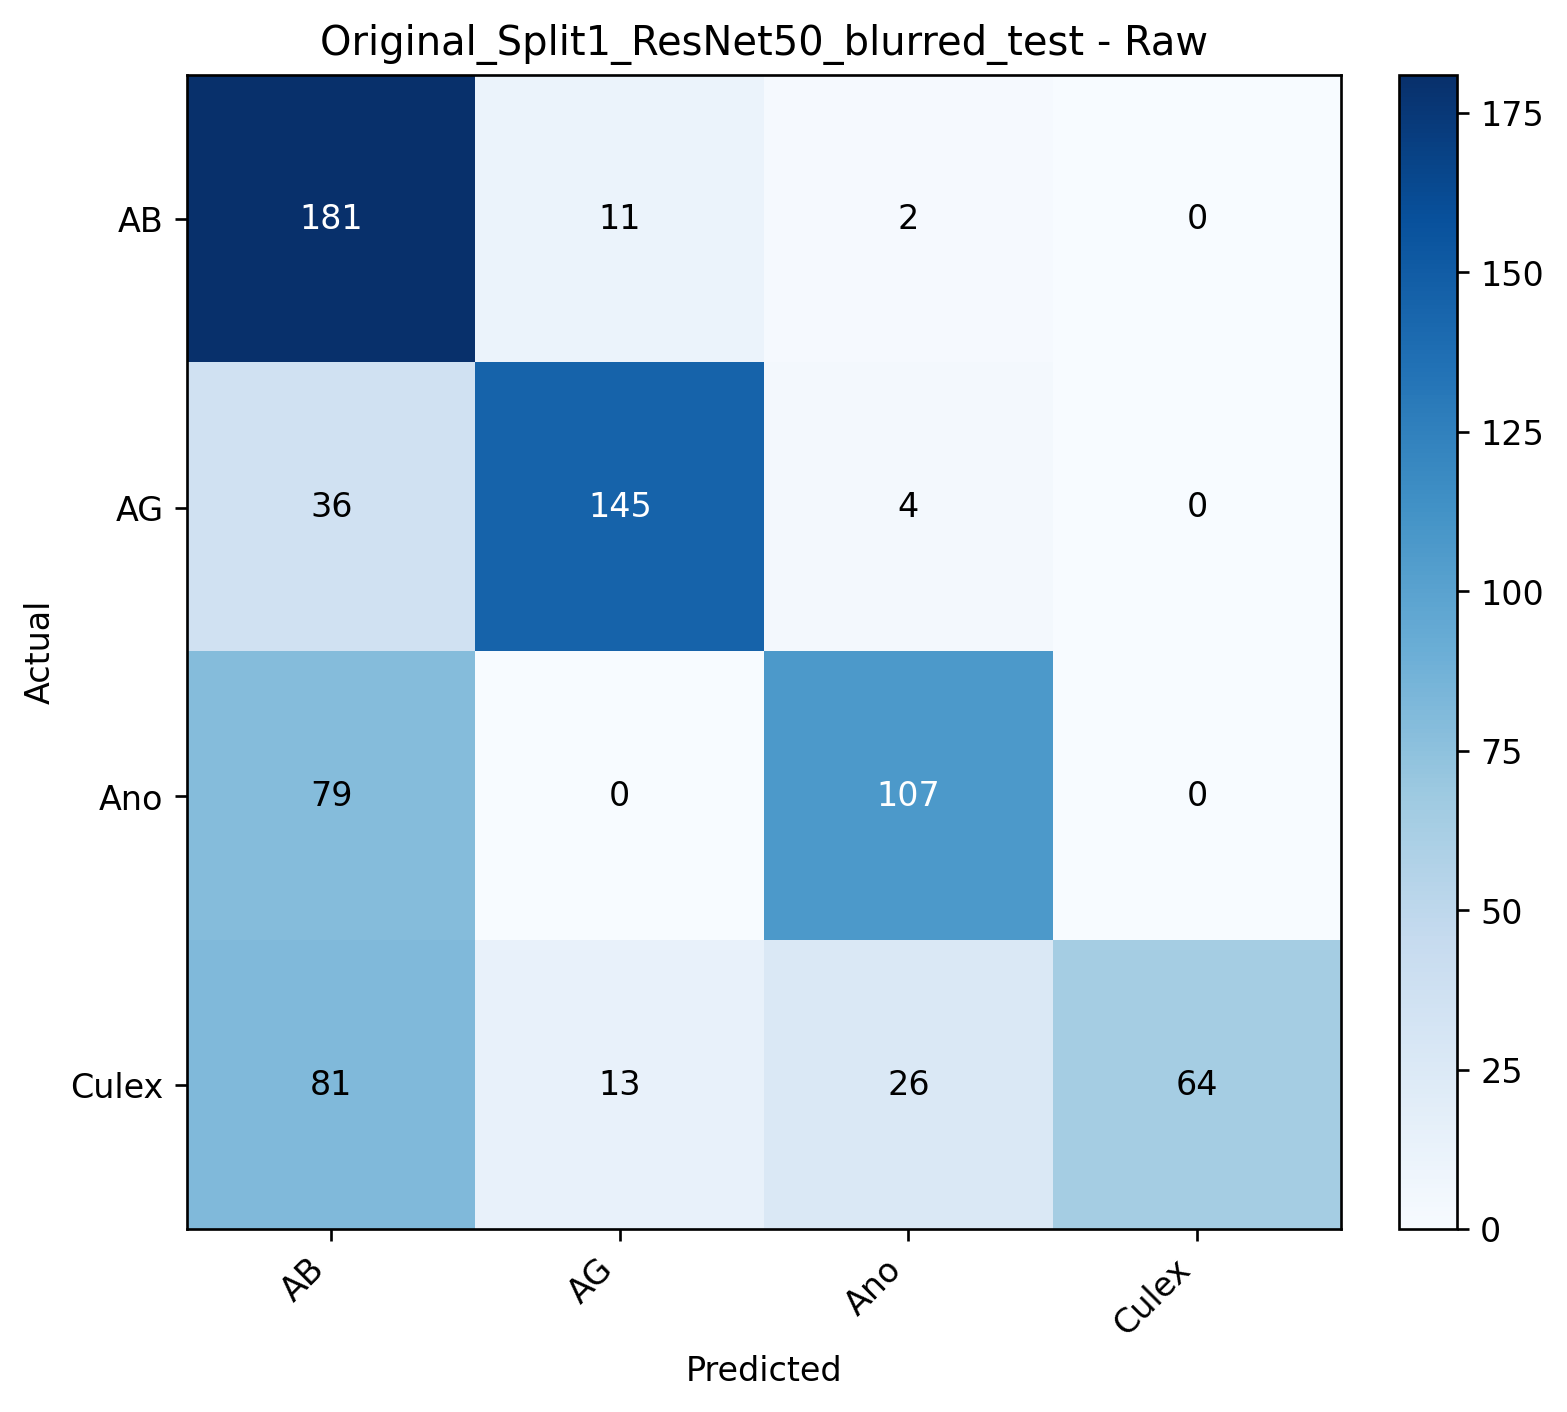 Original_Split1_ResNet50_blurred_test - Raw
Actual
AB 181 11 2 0
AG 36 145 4 0
Ano 79 0 107 0
Culex 81 13 26 64
AB AG Ano Culex
Predicted
175
150
125
100
75
50
25
0